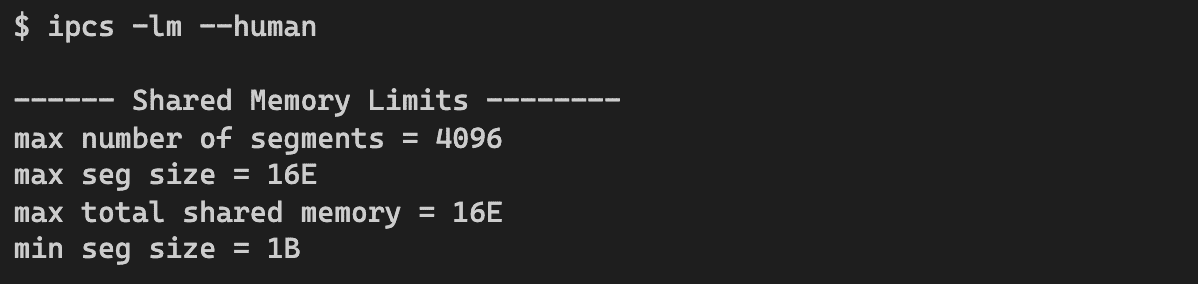 $ ipcs -lm --human
------ Shared Memory Limits --------
max number of segments = 4096
max seg size = 16E
max total shared memory = 16E
min seg size = 1B